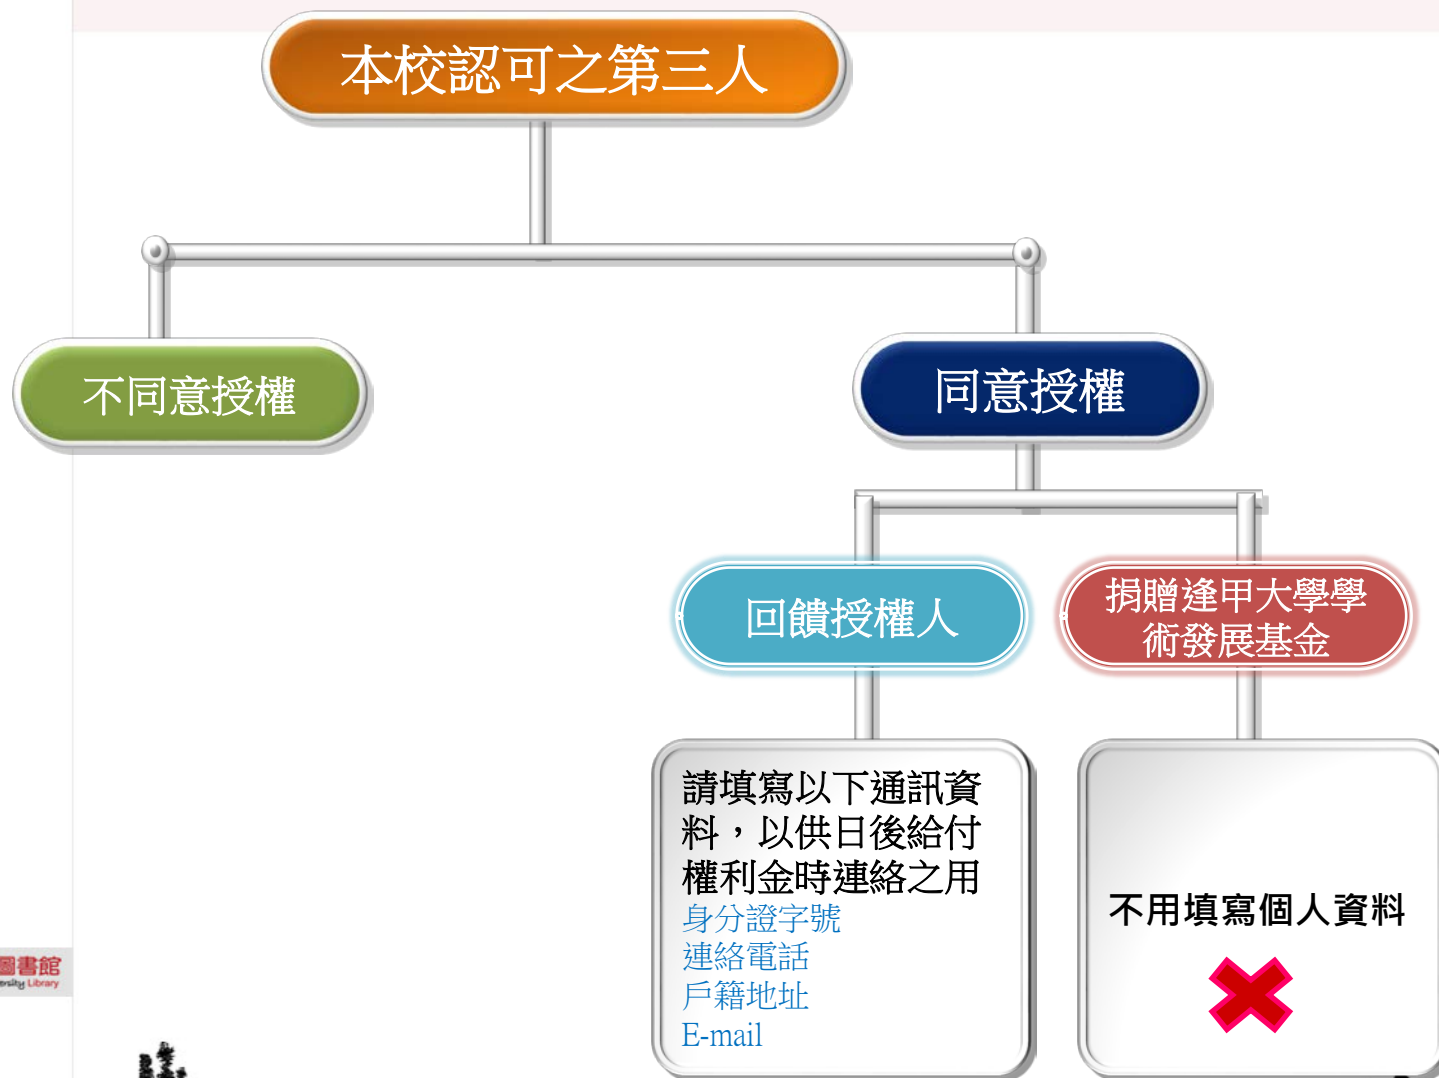 本校認可之第三人
不同意授權
同意授權
回饋授權人
捐贈逢甲大學學
術發展基金
請填寫以下通訊資
料，以供日後給付
權利金時連絡之用
身分證字號
連絡電話
戶籍地址
E-mail
不用填寫個人資料
圖書館
Library